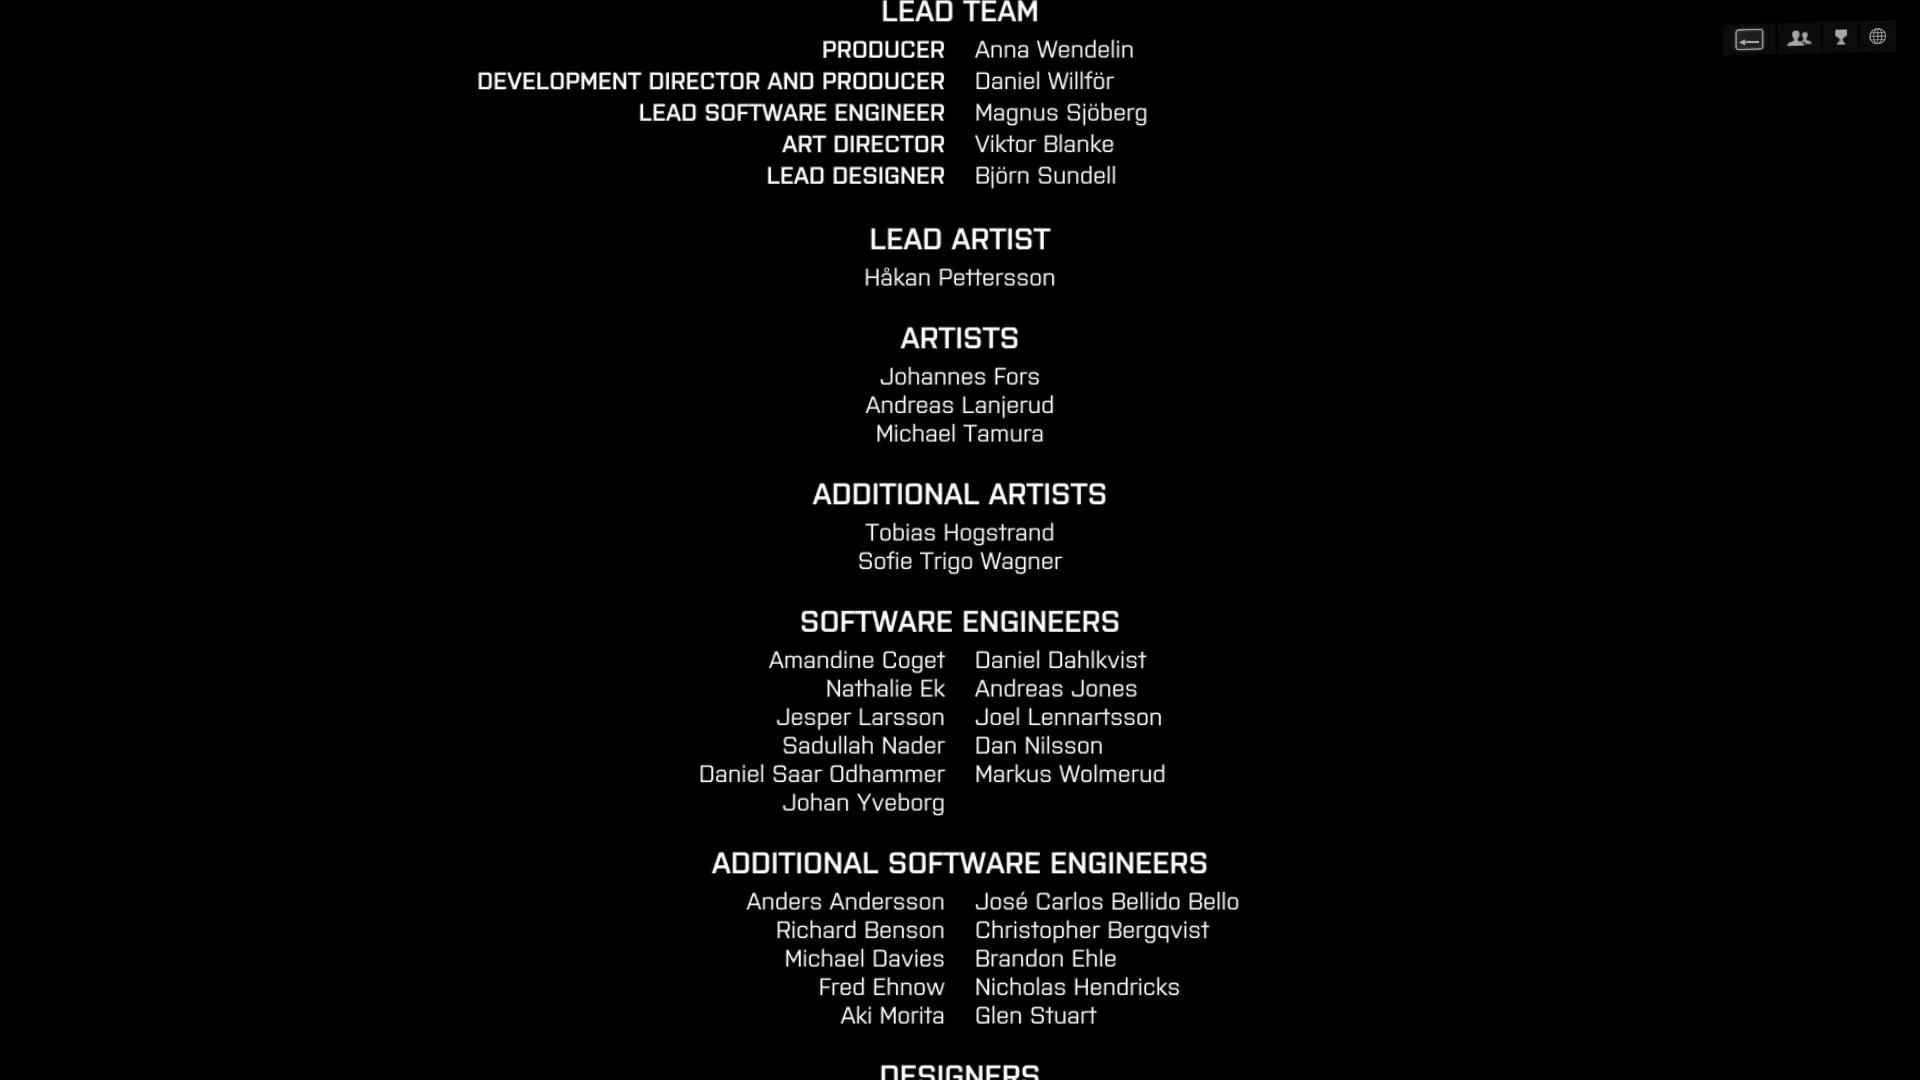 LEAD TEAM
PRODUCER Anna Wendelin
DEVELOPMENT DIRECTOR AND PRODUCER Daniel Willför
LEAD SOFTWARE ENGINEER Magnus Sjöberg
ART DIRECTOR Viktor Blanke
LEAD DESIGNER Björn Sundell
LEAD ARTIST
Håkan Pettersson
ARTISTS
Johannes Fors
Andreas Lanjerud
Michael Tamura
ADDITIONAL ARTISTS
Tobias Hogstrand
Sofie Trigo Wagner
SOFTWARE ENGINEERS
Amandine Coget Daniel Dahlkvist
Nathalie Ek Andreas Jones
Jesper Larsson Joel Lennartsson
Sadullah Nader Dan Nilsson
Daniel Saar Odhammer Markus Wolmerud
Johan Yveborg
ADDITIONAL SOFTWARE ENGINEERS
Anders Andersson José Carlos Bellido Bello
Richard Benson Christopher Bergqvist
Michael Davies Brandon Ehle
Fred Ehnow Nicholas Hendricks
Aki Morita Glen Stuart
DESIGNERS